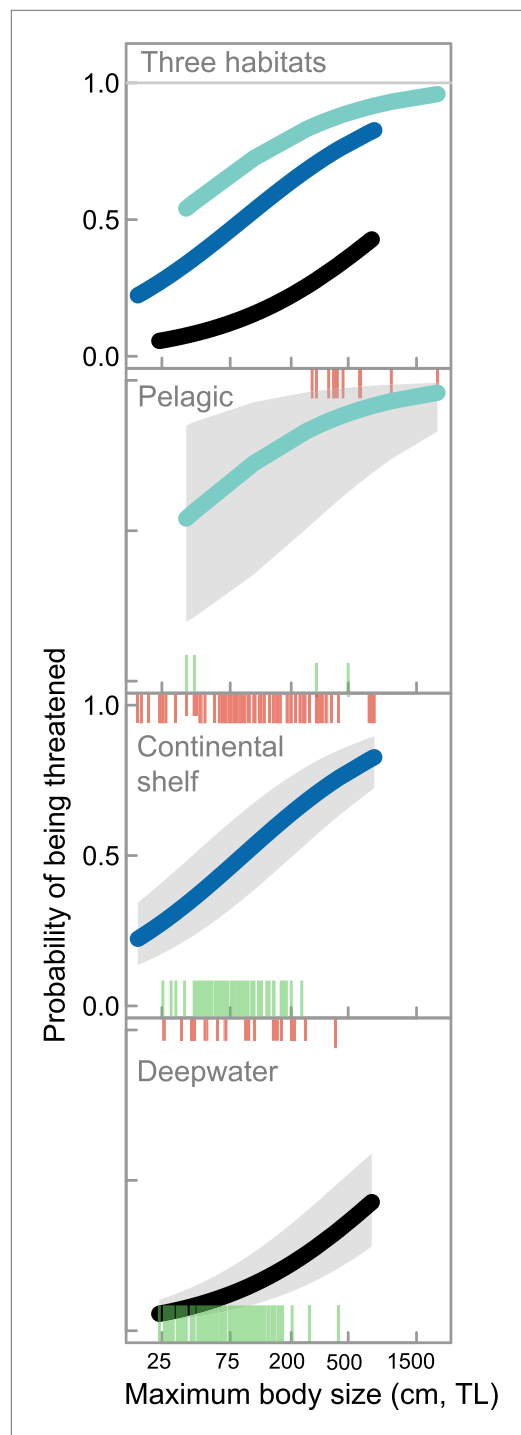 Three habitats
1.0
0.5
0.0
Pelagic
Probability of being threatened
1.0
Continental
shelf
0.5
0.0
Deepwater
25 75 200 500 1500
Maximum body size (cm, TL)